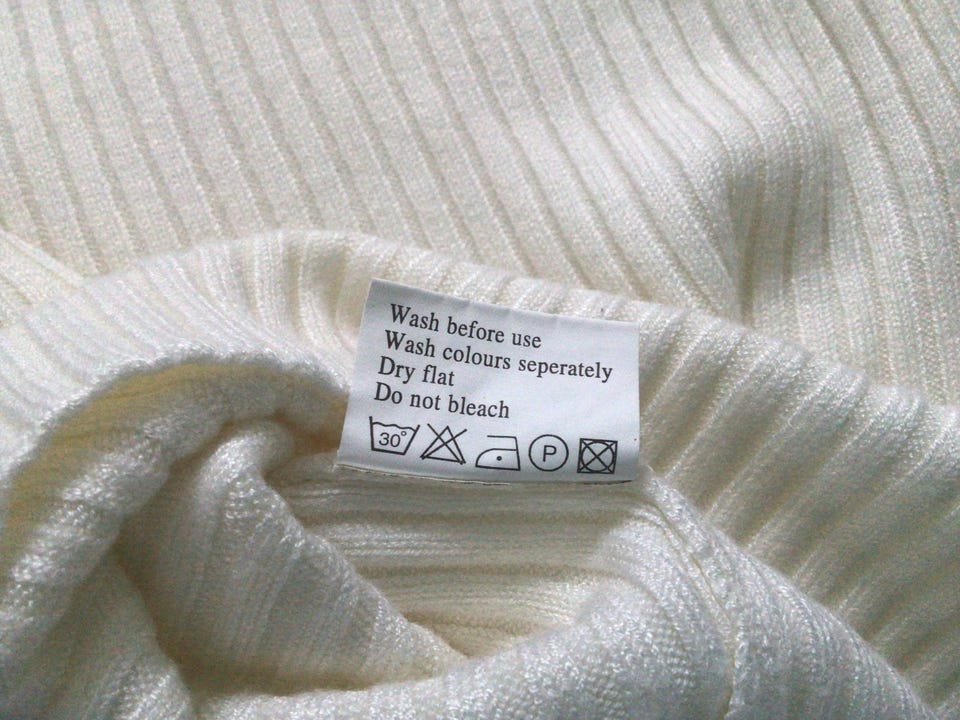 Wash before use
Wash colours seperately
Dry flat
Do not bleach
30° P